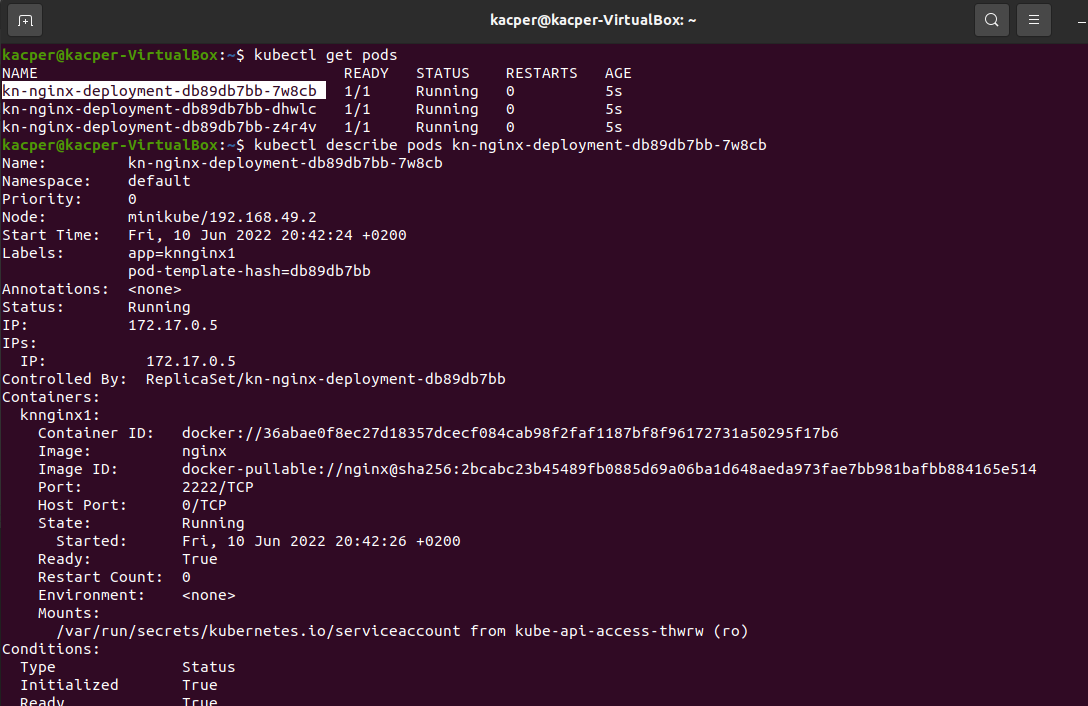 kacper@kacper-VirtualBox: ~
kacper@kacper-VirtualBox:~$ kubectl get pods
NAME                                  READY   STATUS    RESTARTS   AGE
kn-nginx-deployment-db89db7bb-7w8cb   1/1     Running   0          5s
kn-nginx-deployment-db89db7bb-dhwlc   1/1     Running   0          5s
kn-nginx-deployment-db89db7bb-z4r4v   1/1     Running   0          5s
kacper@kacper-VirtualBox:~$ kubectl describe pods kn-nginx-deployment-db89db7bb-7w8cb
Name:         kn-nginx-deployment-db89db7bb-7w8cb
Namespace:    default
Priority:     0
Node:         minikube/192.168.49.2
Start Time:   Fri, 10 Jun 2022 20:42:24 +0200
Labels:       app=knnginx1
              pod-template-hash=db89db7bb
Annotations:  <none>
Status:       Running
IP:           172.17.0.5
IPs:
  IP:           172.17.0.5
Controlled By:  ReplicaSet/kn-nginx-deployment-db89db7bb
Containers:
  knnginx1:
    Container ID:   docker://36abae0f8ec27d18357dcecf084cab98f2faf1187bf8f96172731a50295f17b6
    Image:          nginx
    Image ID:       docker-pullable://nginx@sha256:2bcabc23b45489fb0885d69a06ba1d648aeda973fae7bb981bafbb884165e514
    Port:           2222/TCP
    Host Port:      0/TCP
    State:          Running
      Started:      Fri, 10 Jun 2022 20:42:26 +0200
    Ready:          True
    Restart Count:  0
    Environment:    <none>
    Mounts:
      /var/run/secrets/kubernetes.io/serviceaccount from kube-api-access-thwrw (ro)
Conditions:
  Type              Status
  Initialized       True
  Ready             True